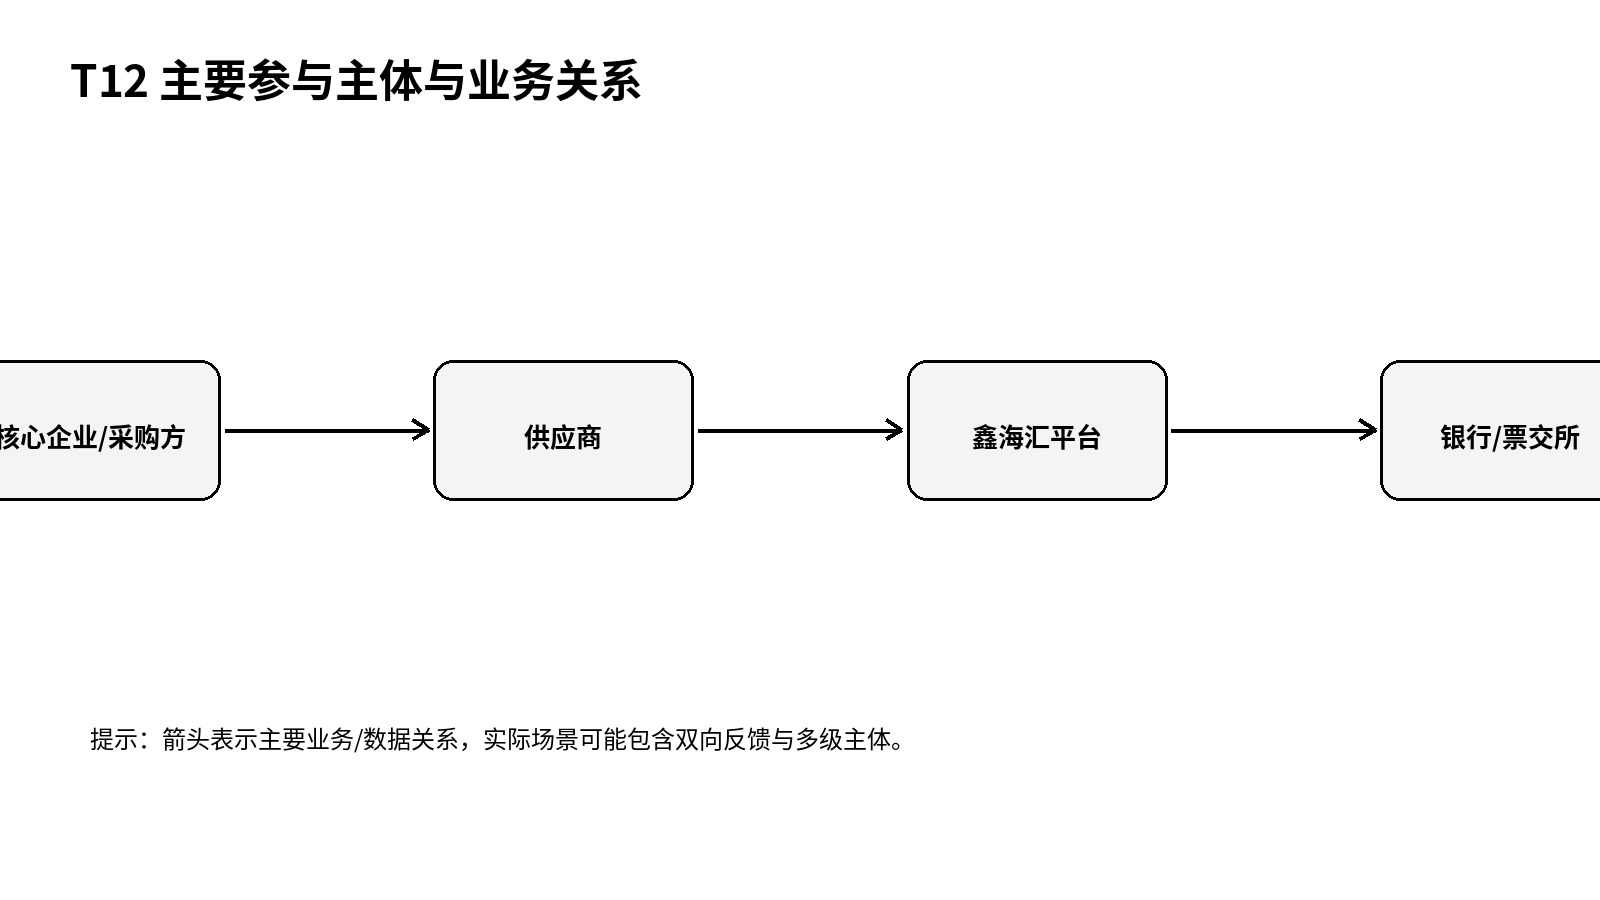 T12 主要参与主体与业务关系
核心企业/采购方
供应商
鑫海汇平台
银行/票交所
提示：箭头表示主要业务/数据关系，实际场景可能包含双向反馈与多级主体。